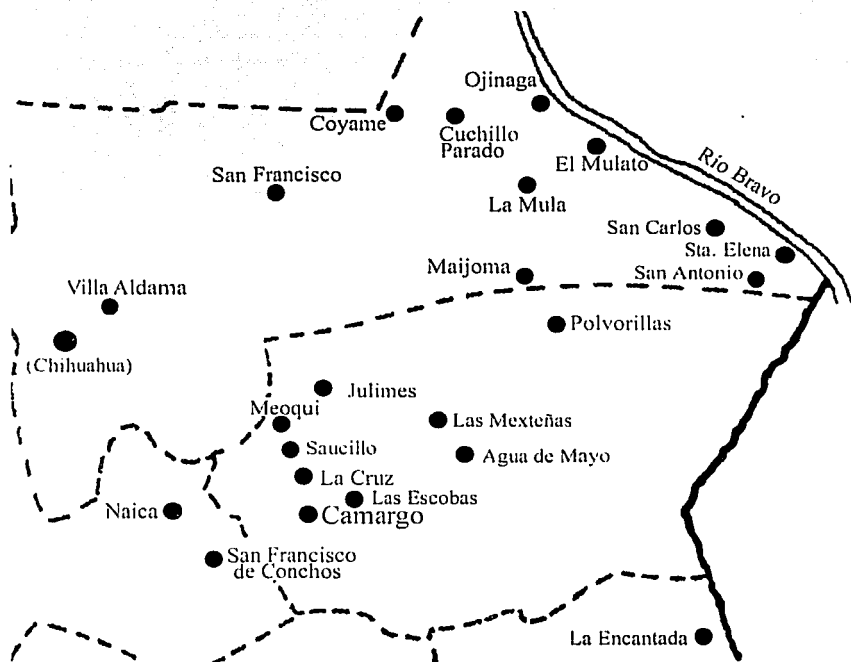 Ojinaga
Coyame
Cuchillo
Parado
El Mulato
Río Bravo
San Francisco
La Mula
San Carlos
Sta. Elena
Maijoma
San Antonio
Villa Aldama
Polvorillas
(Chihuahua)
Julimes
Meoqui
Las Mexteñas
Saucillo
Agua de Mayo
La Cruz
Las Escobas
Naica
Camargo
San Francisco
de Conchos
La Encantada